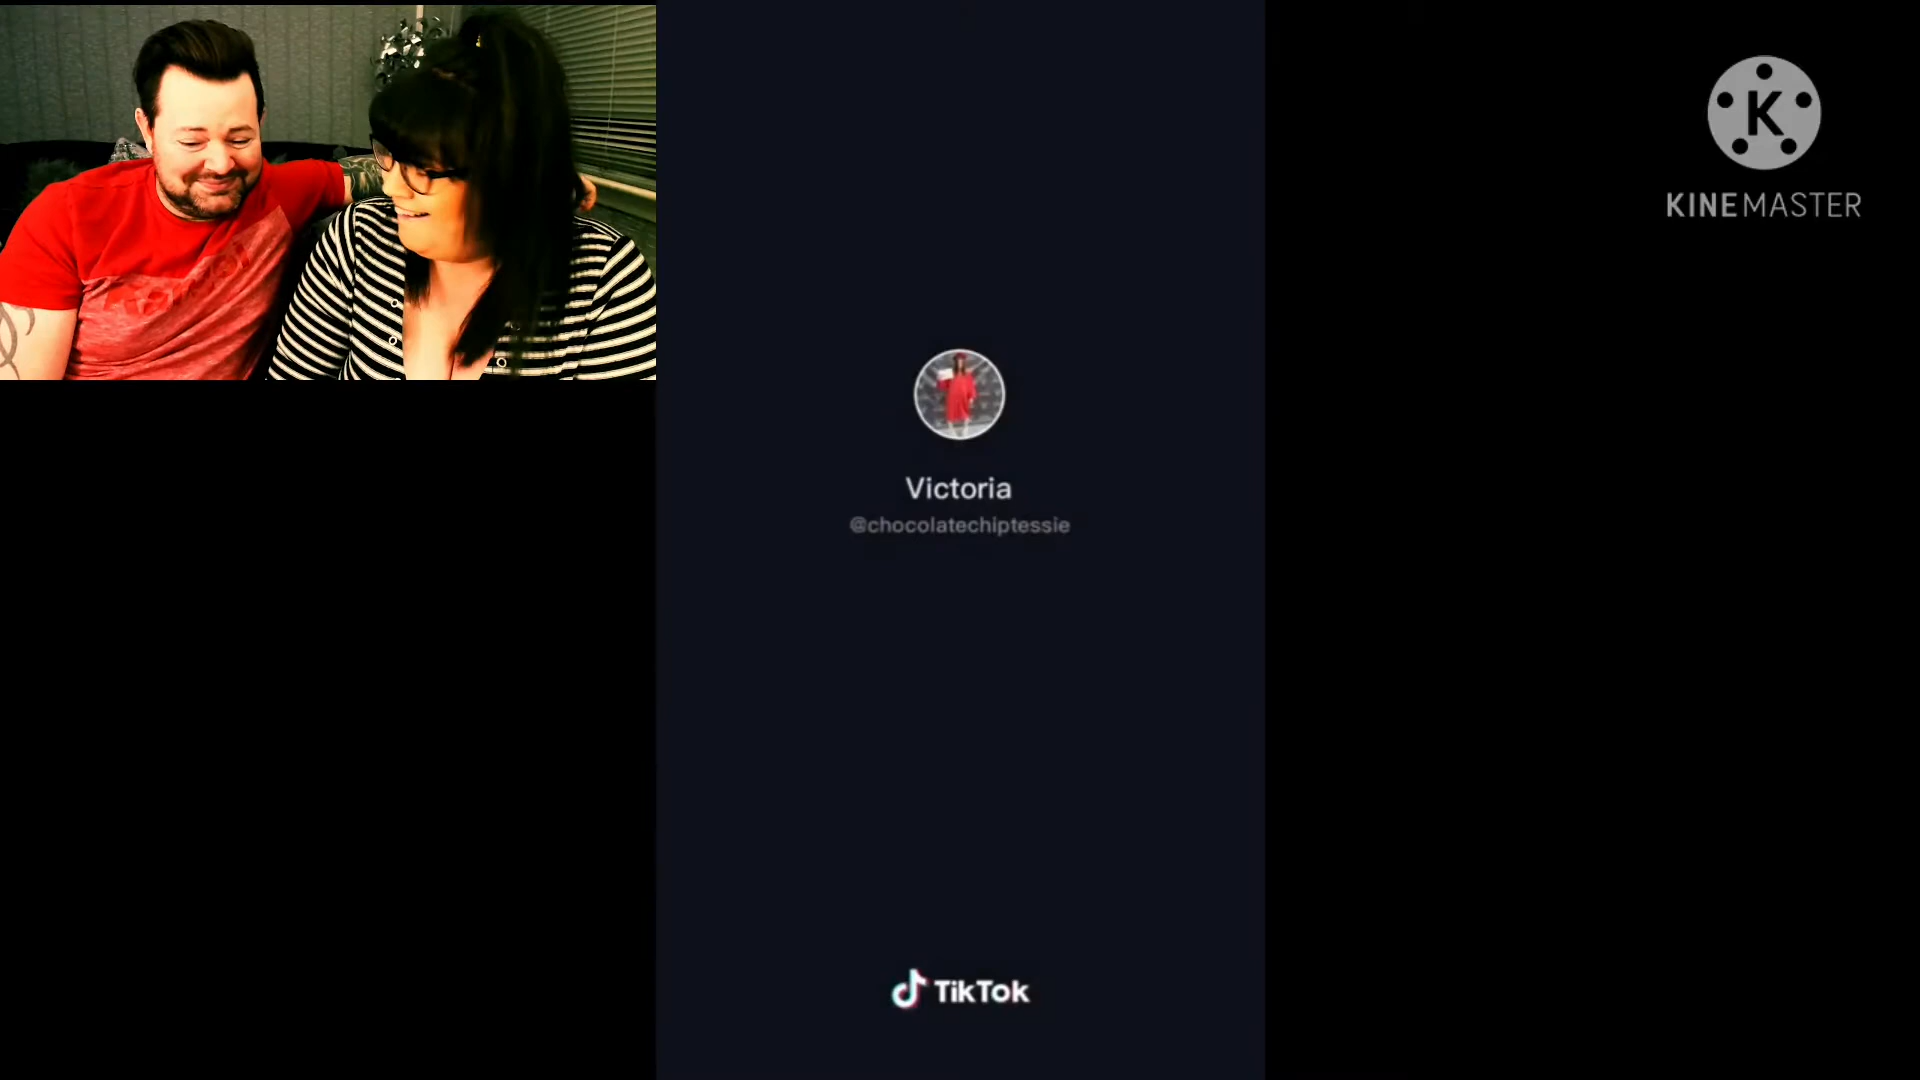 K
KINEMASTER
Victoria
@chocolatechiptessie
TikTok